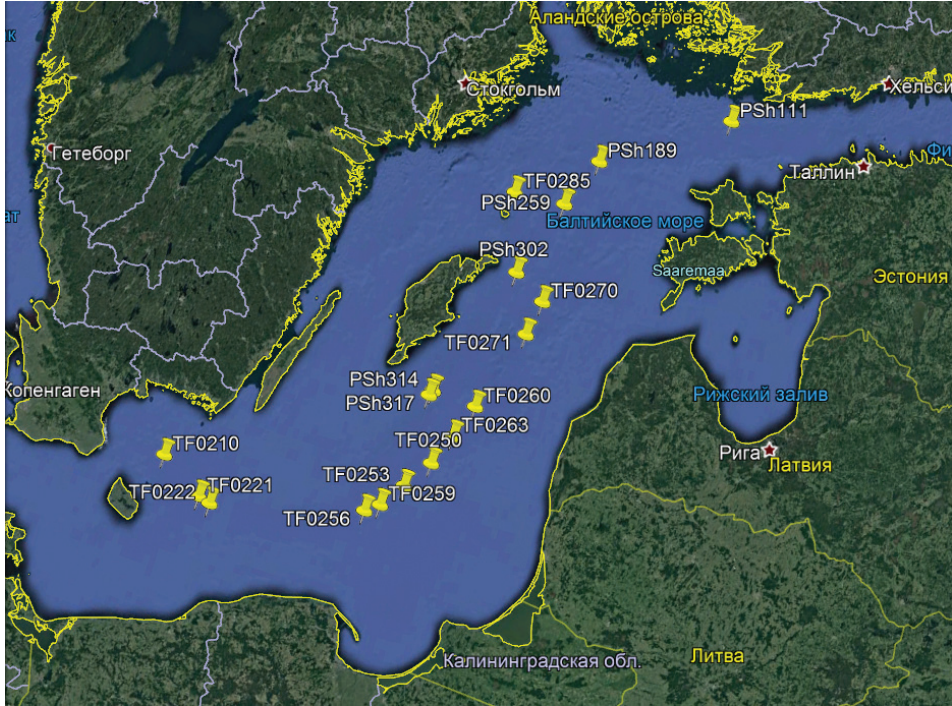 Аландские острова
Стокгольм
Хельси
PSh111
Гетеборг
PSh189
Таллин
TF0285
PSh259
Балтийское море
PSh302
Saaremaa
Эстония
TF0270
TF0271
PSh314
Копенгаген
PSh317
TF0260
Рижский залив
TF0263
TF0210
TF0250
Рига
Латвия
TF0253
TF0222
TF0221
TF0259
TF0256
Калининградская обл.
Литва